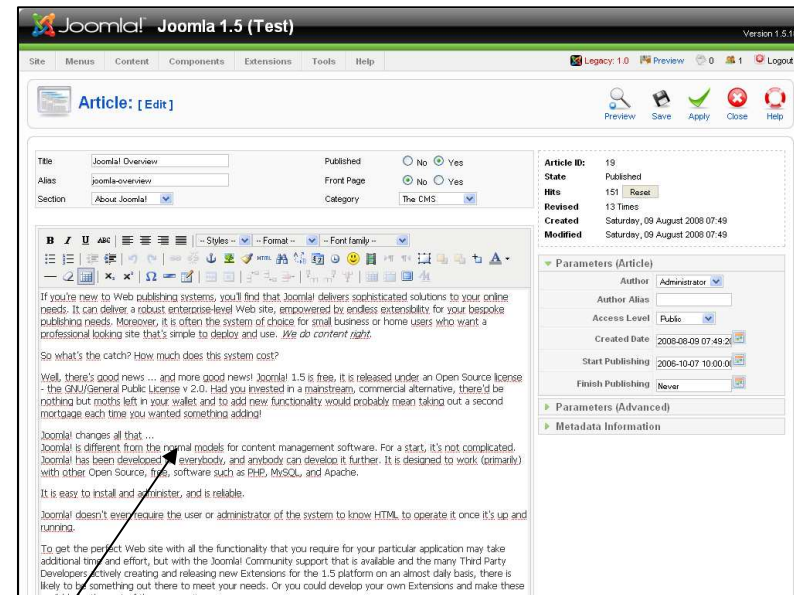 Joomla! Joomla 1.5 (Test)
Version 1.5.1
Site Menus Content Components Extensions Tools Help Legacy: 1.0 Preview 0 1 Logout
Article: [ Edit ]
Preview Save Apply Close Help
Title Joomla! Overview Published No Yes
Alias joomla-overview Front Page No Yes
Section About Joomla! Category The CMS
Article ID: 19
State Published
Hits 151 Reset
Revised 13 Times
Created Saturday, 09 August 2008 07:49
Modified Saturday, 09 August 2008 07:49
B I U ABC -- Styles -- -- Format -- -- Font family --
HTML
If you're new to Web publishing systems, you'll find that Joomla! delivers sophisticated solutions to your online
needs. It can deliver a robust enterprise-level Web site, empowered by endless extensibility for your bespoke
publishing needs. Moreover, it is often the system of choice for small business or home users who want a
professional looking site that's simple to deploy and use. We do content right.
So what's the catch? How much does this system cost?
Well, there's good news ... and more good news! Joomla! 1.5 is free, it is released under an Open Source license
- the GNU/General Public License v 2.0. Had you invested in a mainstream, commercial alternative, there'd be
nothing but moths left in your wallet and to add new functionality would probably mean taking out a second
mortgage each time you wanted something adding!
Joomla! changes all that ...
Joomla! is different from the normal models for content management software. For a start, it's not complicated.
Joomla! has been developed everybody, and anybody can develop it further. It is designed to work (primarily)
with other Open Source, free, software such as PHP, MySQL, and Apache.
It is easy to install and administer, and is reliable.
Joomla! doesn't even require the user or administrator of the system to know HTML to operate it once it's up and
running.
To get the perfect Web site with all the functionality that you require for your particular application may take
additional time and effort, but with the Joomla! Community support that is available and the many Third Party
Developers actively creating and releasing new Extensions for the 1.5 platform on an almost daily basis, there is
likely to be something out there to meet your needs. Or you could develop your own Extensions and make these
Parameters (Article)
Author Administrator
Author Alias
Access Level Public
Created Date 2008-08-09 07:49:2
Start Publishing 2006-10-07 10:00:0
Finish Publishing Never
Parameters (Advanced)
Metadata Information